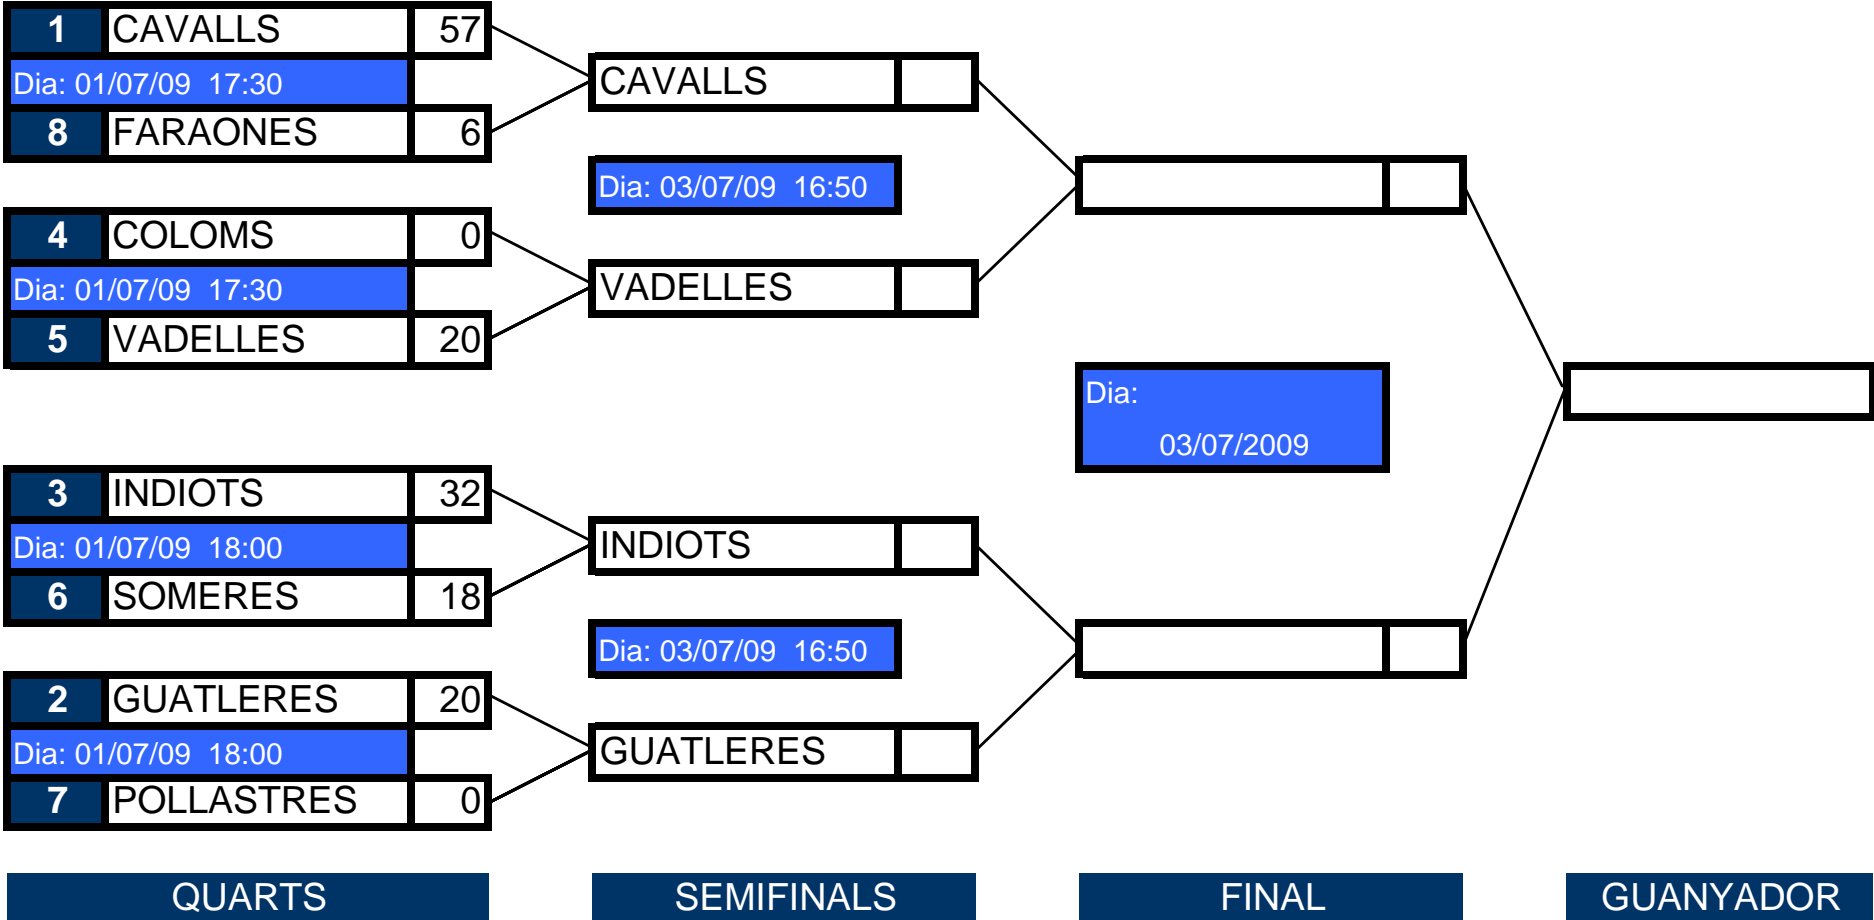 1 CAVALLS 57
Dia: 01/07/09 17:30
8 FARAONES 6
4 COLOMS 0
Dia: 01/07/09 17:30
5 VADELLES 20
3 INDIOTS 32
Dia: 01/07/09 18:00
6 SOMERES 18
2 GUATLERES 20
Dia: 01/07/09 18:00
7 POLLASTRES 0
CAVALLS
Dia: 03/07/09 16:50
VADELLES
INDIOTS
Dia: 03/07/09 16:50
GUATLERES
Dia:
03/07/2009
QUARTS
SEMIFINALS
FINAL
GUANYADOR